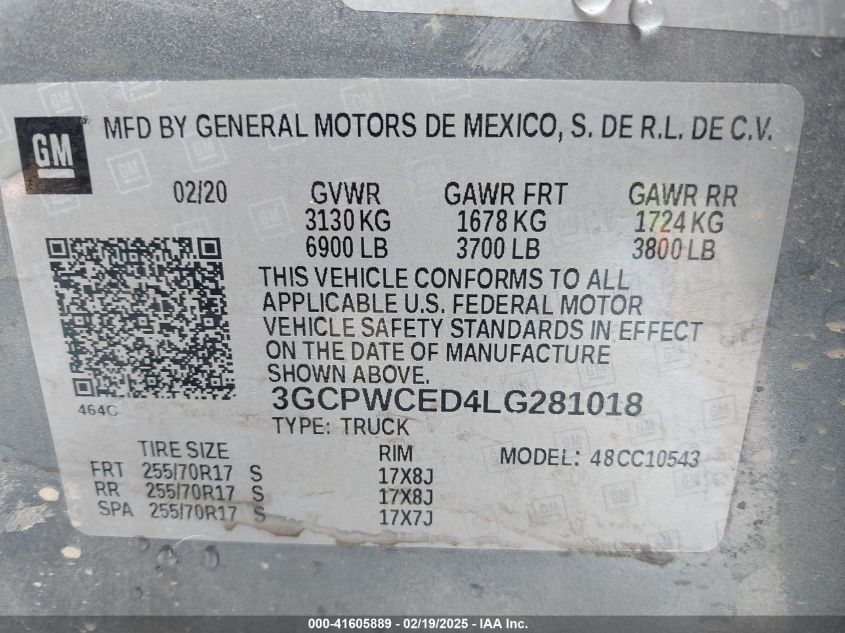 GM
MFD BY GENERAL MOTORS DE MEXICO, S. DE R.L. DE C.V.
02/20 GVWR GAWR FRT GAWR RR
3130 KG 1678 KG 1724 KG
6900 LB 3700 LB 3800 LB
THIS VEHICLE CONFORMS TO ALL
APPLICABLE U.S. FEDERAL MOTOR
VEHICLE SAFETY STANDARDS IN EFFECT
ON THE DATE OF MANUFACTURE
SHOWN ABOVE.
464C
3GCPWCED4LG281018
TYPE: TRUCK
TIRE SIZE RIM MODEL: 48CC10543
FRT 255/70R17 S 17X8J
RR 255/70R17 S 17X8J
SPA 255/70R17 S 17X7J
000-41605889 - 02/19/2025 - IAA Inc.